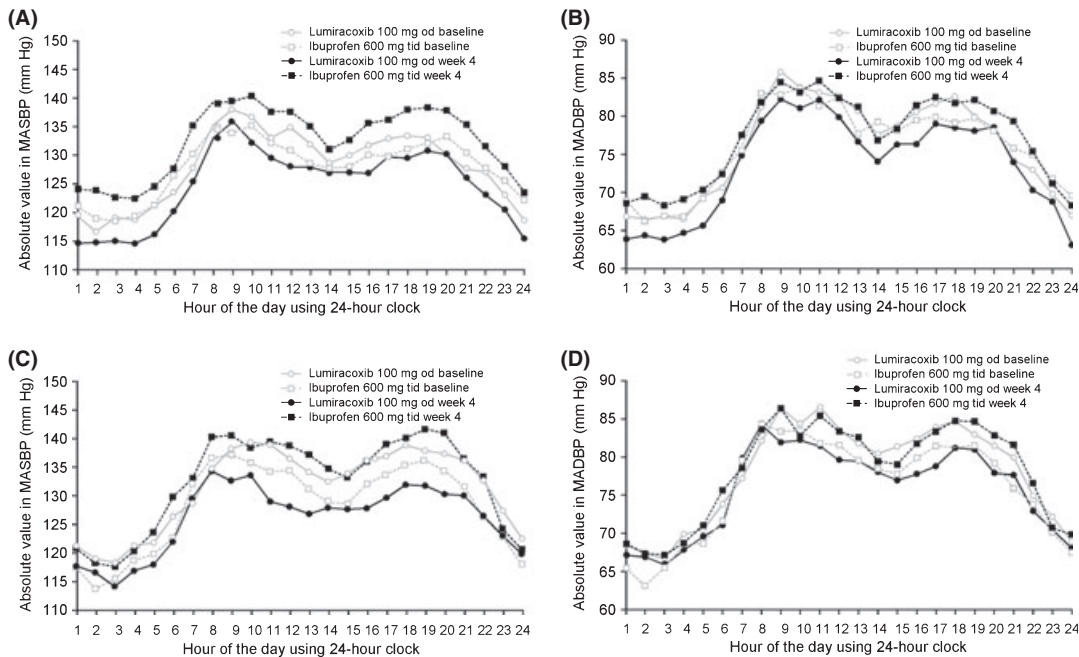 (A)
Lumiracoxib 100 mg od baseline
Ibuprofen 600 mg tid baseline
Lumiracoxib 100 mg od week 4
Ibuprofen 600 mg tid week 4
Absolute value in MASBP (mm Hg)
150
145
140
135
130
125
120
115
110
1 2 3 4 5 6 7 8 9 10 11 12 13 14 15 16 17 18 19 20 21 22 23 24
Hour of the day using 24-hour clock
(B)
Lumiracoxib 100 mg od baseline
Ibuprofen 600 mg tid baseline
Lumiracoxib 100 mg od week 4
Ibuprofen 600 mg tid week 4
Absolute value in MADBP (mm Hg)
90
85
80
75
70
65
60
1 2 3 4 5 6 7 8 9 10 11 12 13 14 15 16 17 18 19 20 21 22 23 24
Hour of the day using 24-hour clock
(C)
Lumiracoxib 100 mg od baseline
Ibuprofen 600 mg tid baseline
Lumiracoxib 100 mg od week 4
Ibuprofen 600 mg tid week 4
Absolute value in MASBP (mm Hg)
150
145
140
135
130
125
120
115
110
1 2 3 4 5 6 7 8 9 10 11 12 13 14 15 16 17 18 19 20 21 22 23 24
Hour of the day using 24-hour clock
(D)
Lumiracoxib 100 mg od baseline
Ibuprofen 600 mg tid baseline
Lumiracoxib 100 mg od week 4
Ibuprofen 600 mg tid week 4
Absolute value in MADBP (mm Hg)
90
85
80
75
70
65
60
1 2 3 4 5 6 7 8 9 10 11 12 13 14 15 16 17 18 19 20 21 22 23 24
Hour of the day using 24-hour clock